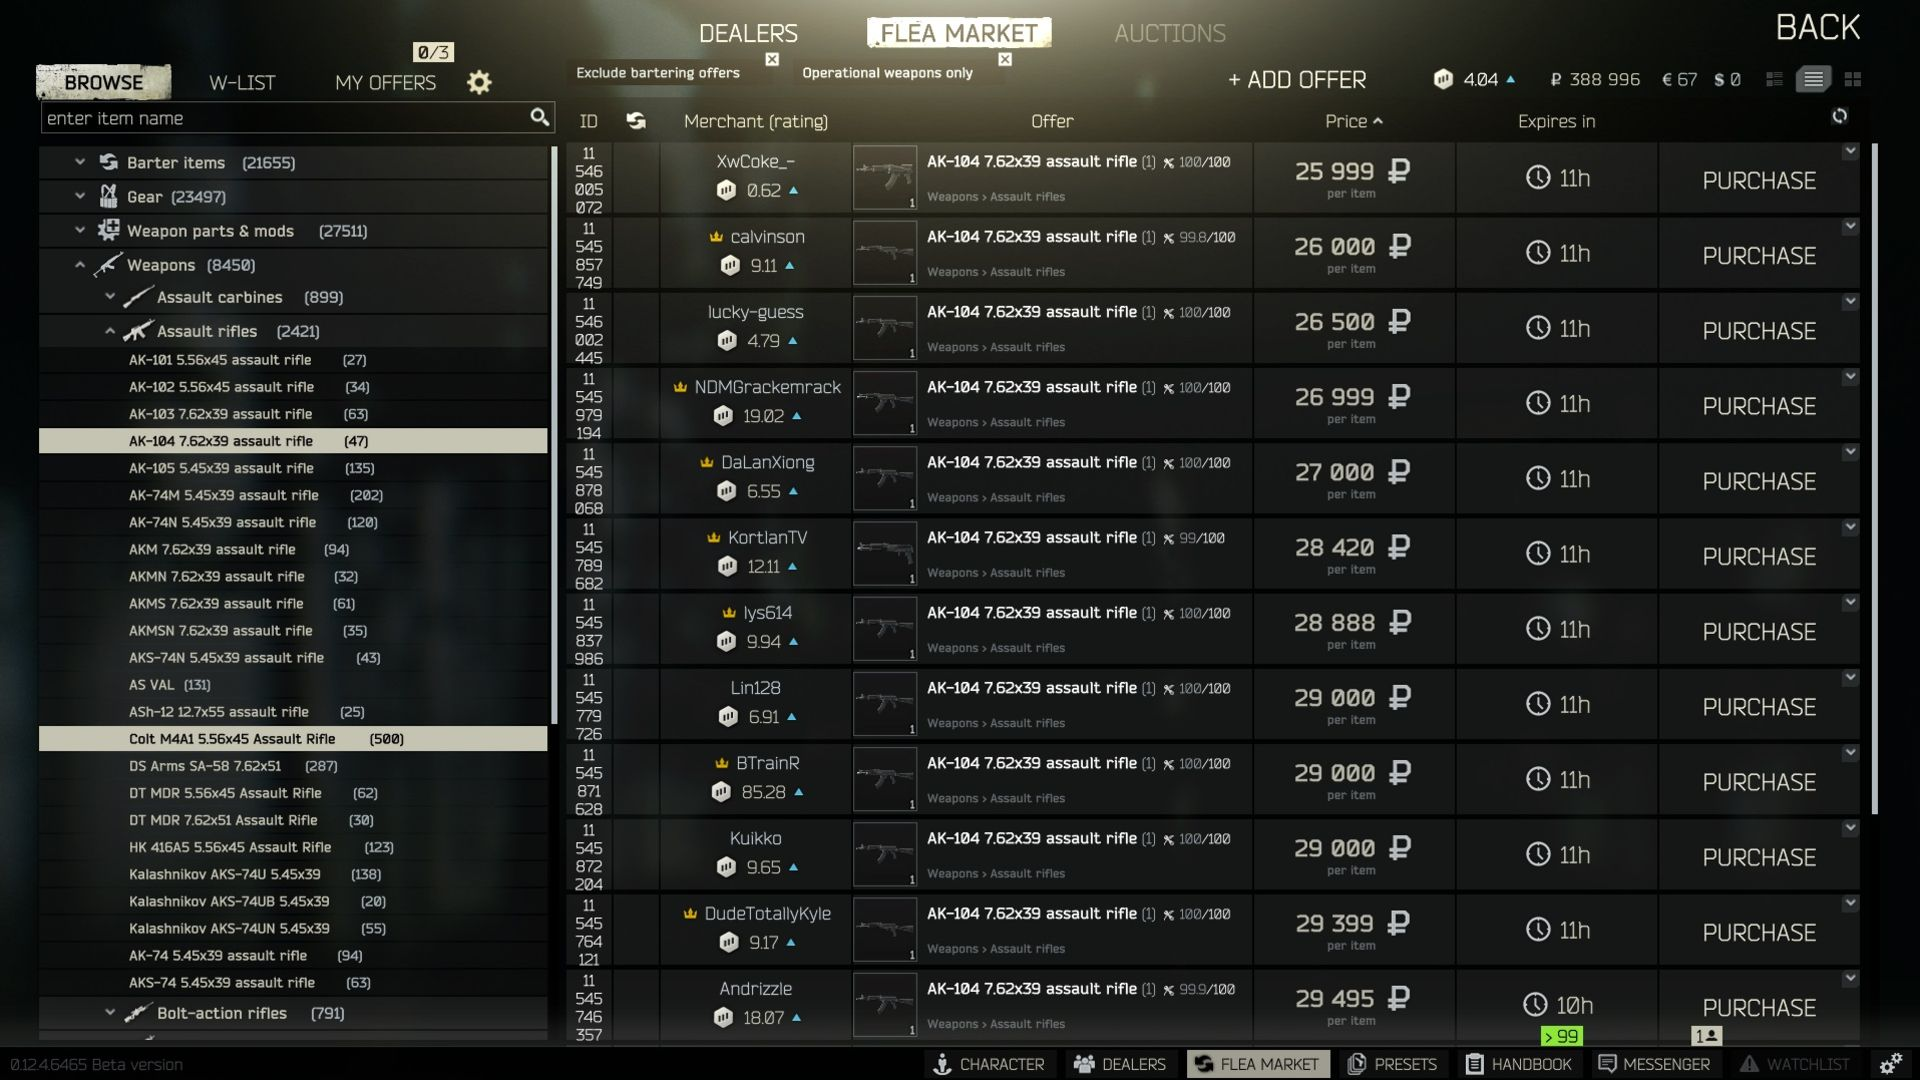 DEALERS
FLEA MARKET
AUCTIONS
BACK
0/3
BROWSE
W-LIST
MY OFFERS
Exclude bartering offers
Operational weapons only
+ ADD OFFER
4.04
₽ 388 996
€ 67
$ 0
enter item name
ID
Merchant (rating)
Offer
Price
Expires in
Barter items (21655)
Gear (23497)
Weapon parts & mods (27511)
Weapons (8450)
Assault carbines (899)
Assault rifles (2421)
AK-101 5.56x45 assault rifle (27)
AK-102 5.56x45 assault rifle (34)
AK-103 7.62x39 assault rifle (63)
AK-104 7.62x39 assault rifle (47)
AK-105 5.45x39 assault rifle (135)
AK-74M 5.45x39 assault rifle (202)
AK-74N 5.45x39 assault rifle (120)
AKM 7.62x39 assault rifle (94)
AKMN 7.62x39 assault rifle (32)
AKMS 7.62x39 assault rifle (61)
AKMSN 7.62x39 assault rifle (35)
AKS-74N 5.45x39 assault rifle (43)
AS VAL (131)
ASh-12 12.7x55 assault rifle (25)
Colt M4A1 5.56x45 Assault Rifle (500)
DS Arms SA-58 7.62x51 (287)
DT MDR 5.56x45 Assault Rifle (62)
DT MDR 7.62x51 Assault Rifle (30)
HK 416A5 5.56x45 Assault Rifle (123)
Kalashnikov AKS-74U 5.45x39 (138)
Kalashnikov AKS-74UB 5.45x39 (20)
Kalashnikov AKS-74UN 5.45x39 (55)
AK-74 5.45x39 assault rifle (94)
AKS-74 5.45x39 assault rifle (63)
Bolt-action rifles (791)
11
546
005
072
XwCoke_-
0.62
1
AK-104 7.62x39 assault rifle (1) 100/100
Weapons > Assault rifles
25 999 ₽
per item
11h
PURCHASE
11
545
857
749
calvinson
9.11
1
AK-104 7.62x39 assault rifle (1) 99.8/100
Weapons > Assault rifles
26 000 ₽
per item
11h
PURCHASE
11
546
002
445
lucky-guess
4.79
1
AK-104 7.62x39 assault rifle (1) 100/100
Weapons > Assault rifles
26 500 ₽
per item
11h
PURCHASE
11
545
979
194
NDMGrackemrack
19.02
1
AK-104 7.62x39 assault rifle (1) 100/100
Weapons > Assault rifles
26 999 ₽
per item
11h
PURCHASE
11
545
878
068
DaLanXiong
6.55
1
AK-104 7.62x39 assault rifle (1) 100/100
Weapons > Assault rifles
27 000 ₽
per item
11h
PURCHASE
11
545
789
682
KortlanTV
12.11
1
AK-104 7.62x39 assault rifle (1) 99/100
Weapons > Assault rifles
28 420 ₽
per item
11h
PURCHASE
11
545
837
986
lys614
9.94
1
AK-104 7.62x39 assault rifle (1) 100/100
Weapons > Assault rifles
28 888 ₽
per item
11h
PURCHASE
11
545
779
726
Lin128
6.91
1
AK-104 7.62x39 assault rifle (1) 100/100
Weapons > Assault rifles
29 000 ₽
per item
11h
PURCHASE
11
545
871
628
BTrainR
85.28
1
AK-104 7.62x39 assault rifle (1) 100/100
Weapons > Assault rifles
29 000 ₽
per item
11h
PURCHASE
11
545
872
204
Kuikko
9.65
1
AK-104 7.62x39 assault rifle (1) 100/100
Weapons > Assault rifles
29 000 ₽
per item
11h
PURCHASE
11
545
764
121
DudeTotallyKyle
9.17
1
AK-104 7.62x39 assault rifle (1) 100/100
Weapons > Assault rifles
29 399 ₽
per item
11h
PURCHASE
11
545
746
357
Andrizzle
18.07
1
AK-104 7.62x39 assault rifle (1) 99.9/100
Weapons > Assault rifles
29 495 ₽
per item
10h
PURCHASE
> 99
1
0.12.4.6465 Beta version
CHARACTER
DEALERS
FLEA MARKET
PRESETS
HANDBOOK
MESSENGER
WATCHLIST